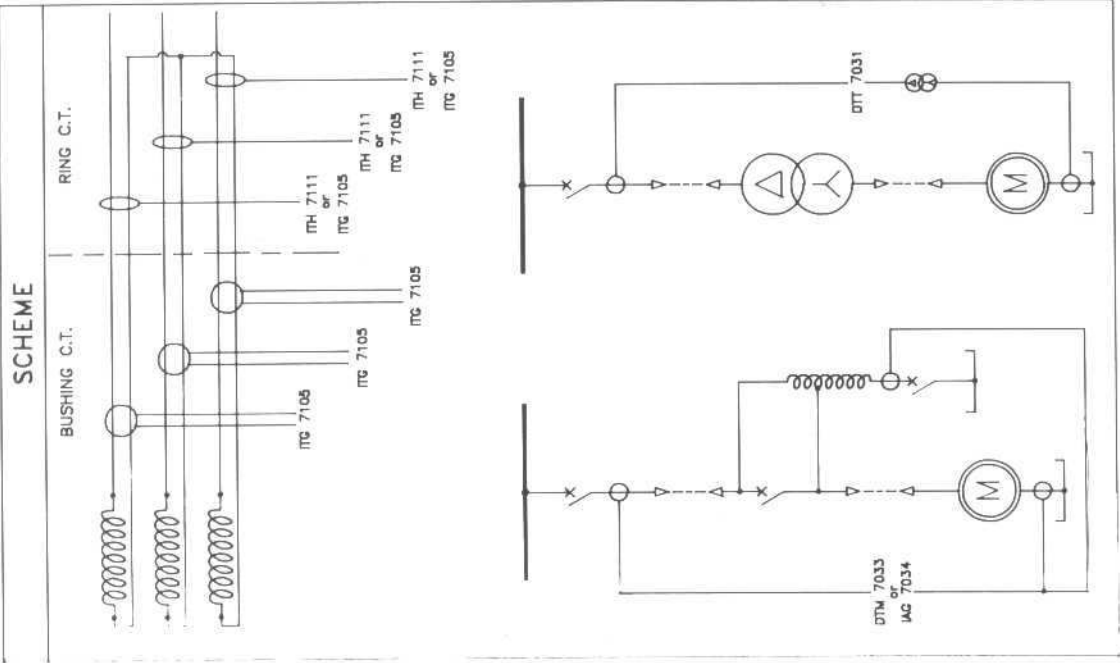 SCHEME
BUSHING C.T.
RING C.T.
ITG 7105
ITG 7105
ITG 7105
ITH 7111
or
ITG 7105
ITH 7111
or
ITG 7105
ITH 7111
or
ITG 7105
DTM 7033
or
IAG 7034
M
DTT 7031
M